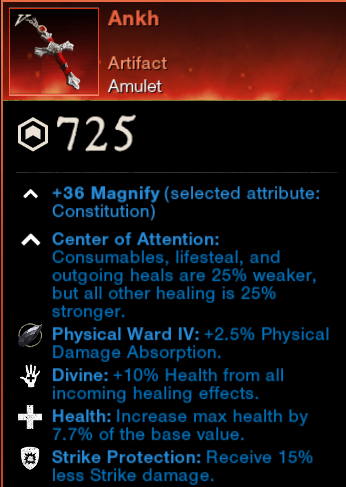 Ankh
Artifact
Amulet
725
+36 Magnify (selected attribute:
Constitution)
Center of Attention:
Consumables, lifesteal, and
outgoing heals are 25% weaker,
but all other healing is 25%
stronger.
Physical Ward IV: +2.5% Physical
Damage Absorption.
Divine: +10% Health from all
incoming healing effects.
Health: Increase max health by
7.7% of the base value.
Strike Protection: Receive 15%
less Strike damage.